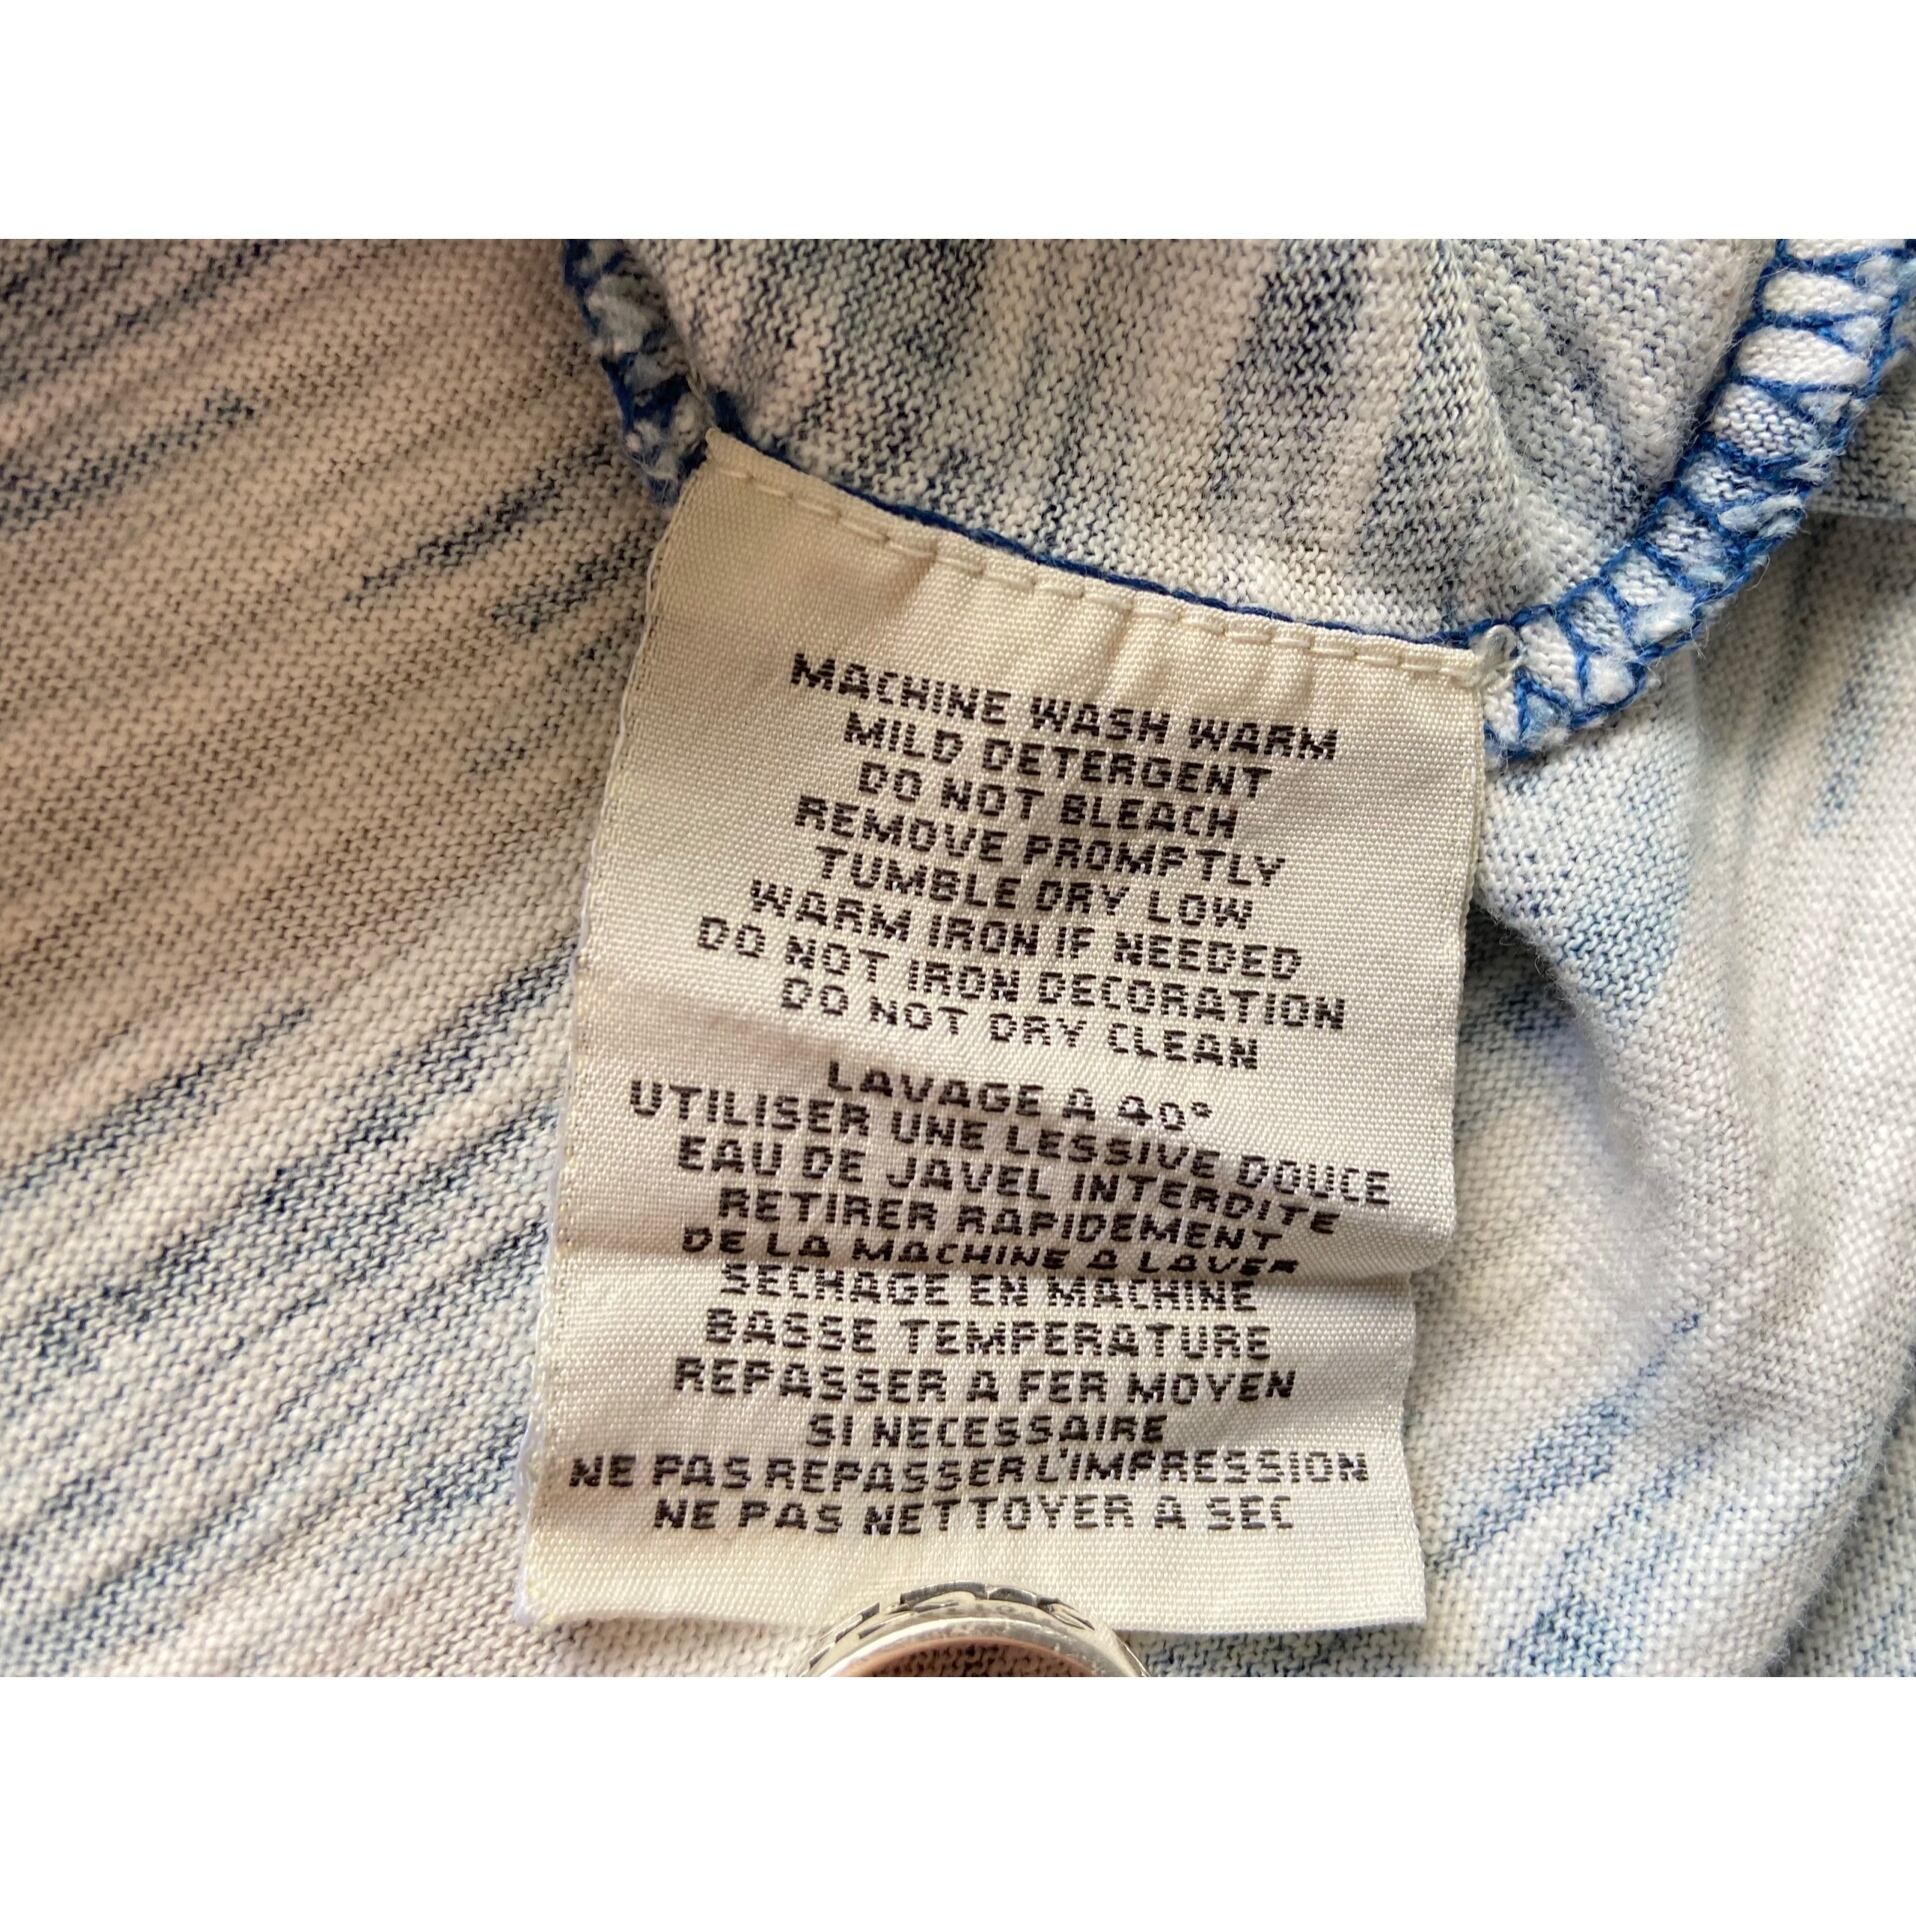 MACHINE WASH WARM
MILD DETERGENT
DO NOT BLEACH
REMOVE PROMPTLY
TUMBLE DRY LOW
WARM IRON IF NEEDED
DO NOT IRON DECORATION
DO NOT DRY CLEAN
LAVAGE A 40°
UTILISER UNE LESSIVE DOUCE
EAU DE JAVEL INTERDITE
RETIRER RAPIDEMENT
DE LA MACHINE A LAVER
SECHAGE EN MACHINE
BASSE TEMPERATURE
REPASSER A FER MOYEN
SI NECESSAIRE
NE PAS REPASSER L'IMPRESSION
NE PAS NETTOYER A SEC